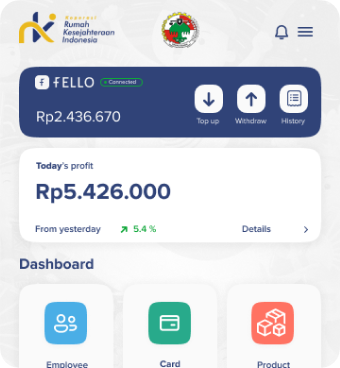 Koperasi
Rumah
Kesejahteraan
Indonesia
FELLO
Connected
Rp2.436.670
Top up
Withdraw
History
Today's profit
Rp5.426.000
From yesterday
5.4 %
Details
Dashboard
Employee
Card
Product